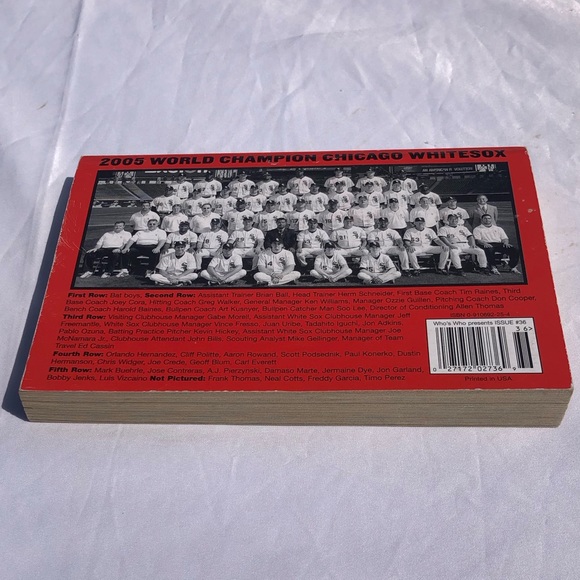 2005 WORLD CHAMPION CHICAGO WHITESOX
First Row: Bat boys, Second Row: Assistant Trainer Brian Ball, Head Trainer Herm Schneider, First Base Coach Tim Raines, Third
Base Coach Joey Cora, Hitting Coach Greg Walker, General Manager Ken Williams, Manager Ozzie Guillen, Pitching Coach Don Cooper,
Bench Coach Harold Baines, Bullpen Coach Art Kusnyer, Bullpen Catcher Man Soo Lee, Director of Conditioning Allen Thomas
Third Row: Visiting Clubhouse Manager Gabe Morell, Assistant White Sox Clubhouse Manager Jeff
Freemantle, White Sox Clubhouse Manager Vince Fresso, Juan Uribe, Tadahito Iguchi, Jon Adkins,
Pablo Ozuna, Batting Practice Pitcher Kevin Hickey, Assistant White Sox Clubhouse Manager Joe
McNamara Jr., Clubhouse Attendant John Bills, Scouting Analyst Mike Gellinger, Manager of Team
Travel Ed Cassin
Fourth Row: Orlando Hernandez, Cliff Politte, Aaron Rowand, Scott Podsednik, Paul Konerko, Dustin
Hermanson, Chris Widger, Joe Crede, Geoff Blum, Carl Everett
Fifth Row: Mark Buehrle, Jose Contreras, A.J. Pierzynski, Damaso Marte, Jermaine Dye, Jon Garland,
Bobby Jenks, Luis Vizcaino Not Pictured: Frank Thomas, Neal Cotts, Freddy Garcia, Timo Perez
Who's Who presents ISSUE #36
3 6>
0 27172 02736 9
Printed in USA